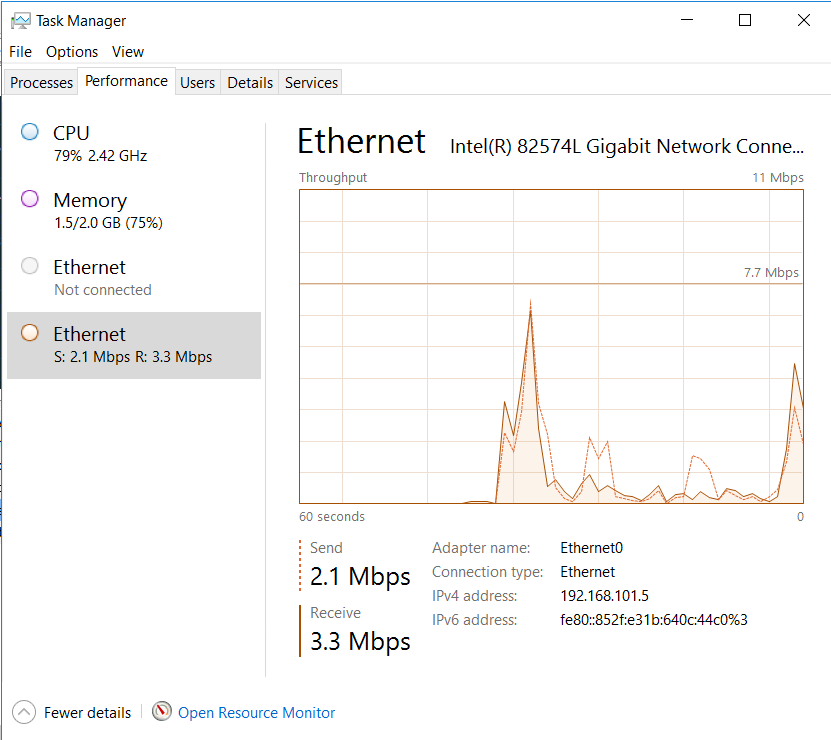 Task Manager
File Options View
Processes Performance Users Details Services
CPU
79% 2.42 GHz
Memory
1.5/2.0 GB (75%)
Ethernet
Not connected
Ethernet
S: 2.1 Mbps R: 3.3 Mbps
Ethernet Intel(R) 82574L Gigabit Network Conne...
Throughput 11 Mbps
7.7 Mbps
60 seconds 0
Send
2.1 Mbps
Receive
3.3 Mbps
Adapter name: Ethernet0
Connection type: Ethernet
IPv4 address: 192.168.101.5
IPv6 address: fe80::852f:e31b:640c:44c0%3
Fewer details Open Resource Monitor